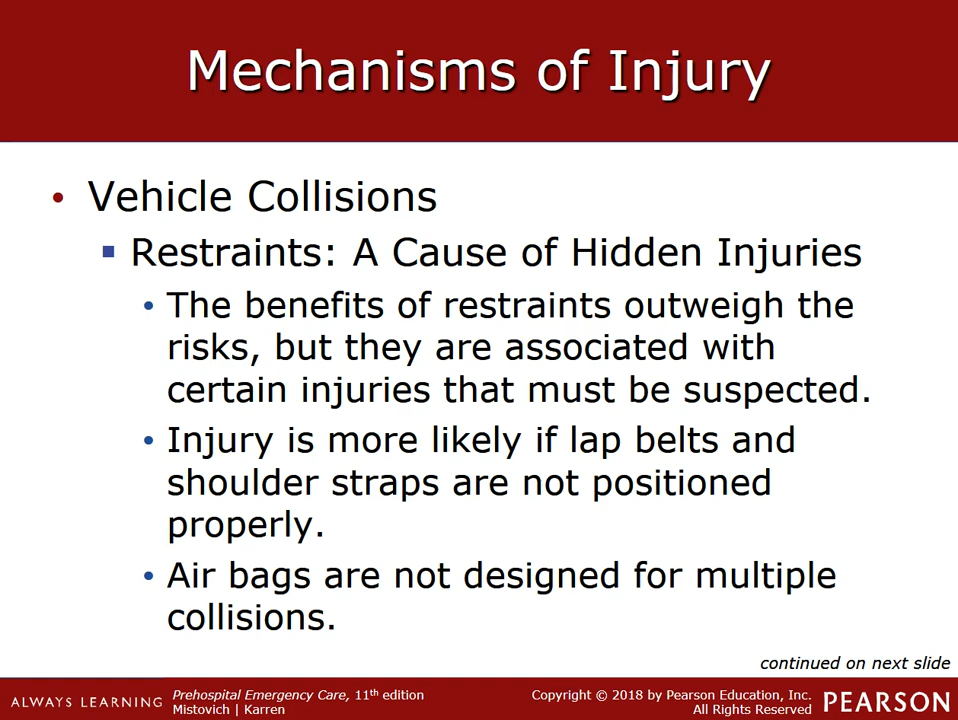 Mechanisms of Injury
• Vehicle Collisions
▪ Restraints: A Cause of Hidden Injuries
• The benefits of restraints outweigh the
risks, but they are associated with
certain injuries that must be suspected.
• Injury is more likely if lap belts and
shoulder straps are not positioned
properly.
• Air bags are not designed for multiple
collisions.
continued on next slide
ALWAYS LEARNING
Prehospital Emergency Care, 11th edition
Mistovich | Karren
Copyright © 2018 by Pearson Education, Inc.
All Rights Reserved
PEARSON